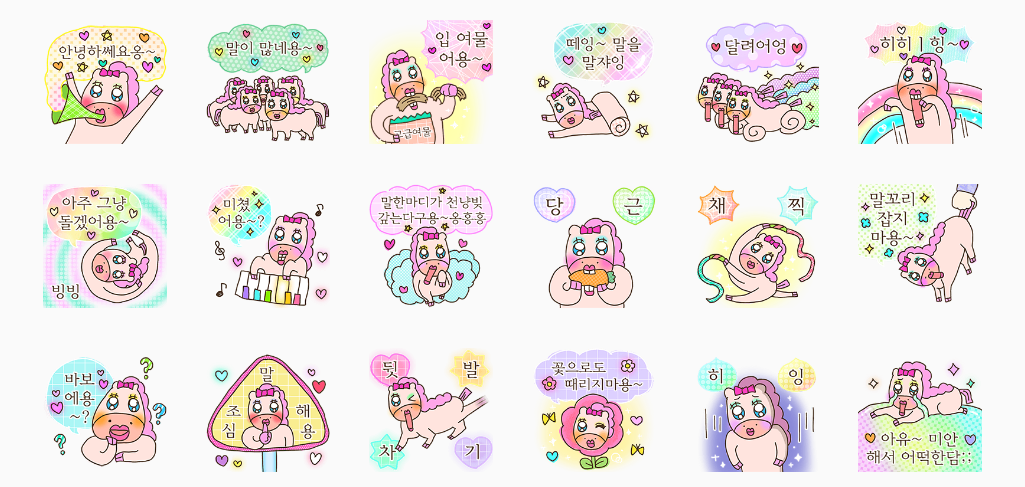 안녕하쎄요옹~
말이 많네용~
입 여물
어용~
공급여물
떼잉~ 말을
말쟈잉
달려어엉
히히ㅣ힝~
아주 그냥
돌겠어용~
빙빙
미쳤
어용~?
말한마디가 천냥빚
갚는다구용~옹홍홍
당 근
채 찍
말꼬리
잡지
마용~
바보
에용
~?
말
조 해
심 용
뒷 발
차 기
꽃으로도
때리지마용~
히 잉
아유~ 미안
해서 어떡한담;;